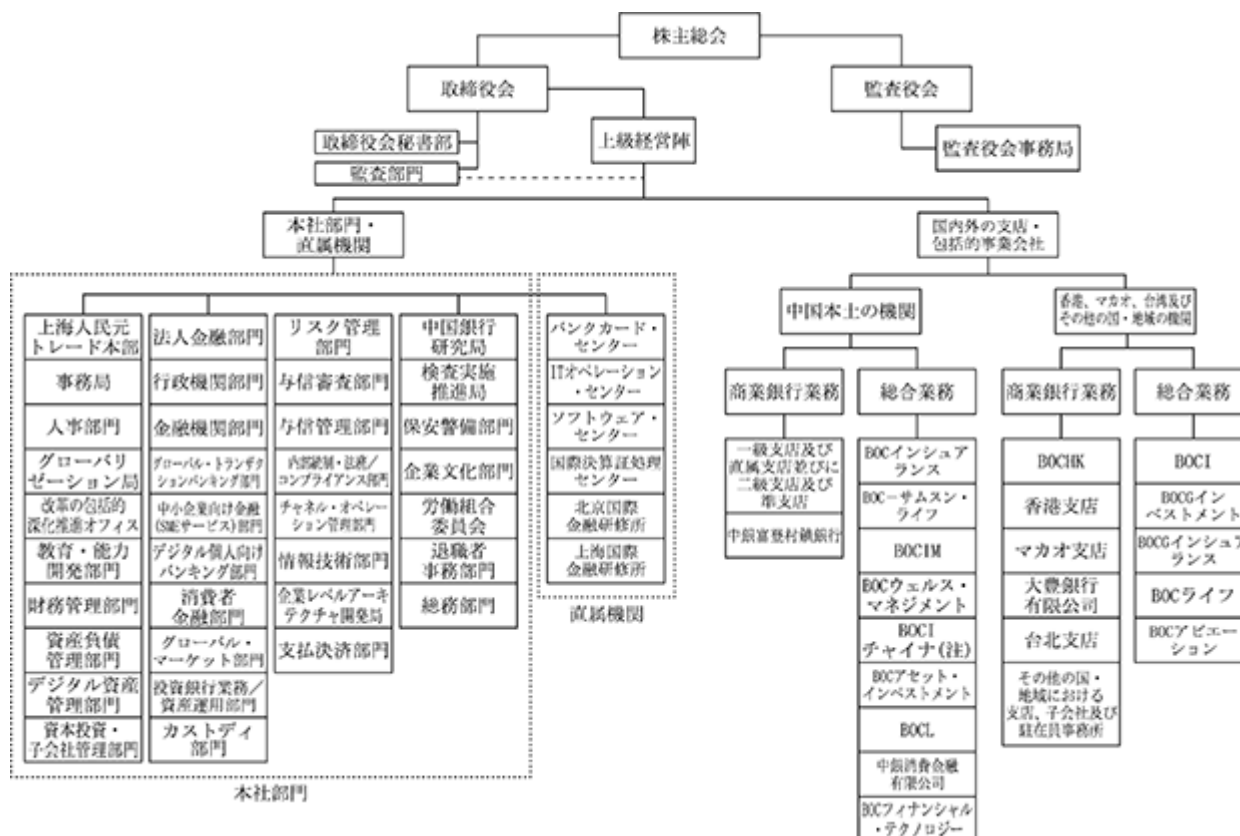 株主総会
取締役会
監査役会
取締役会秘書部
上級経営陣
監査役会事務局
監査部門
本社部門・
直属機関
国内外の支店・
包括的事業会社
中国本土の機関
香港、マカオ、台湾及び
その他の国・地域の機関
上海人民元
トレード本部
事務局
人事部門
グローバリ
ゼーション局
改革の包括的
深化推進オフィス
教育・能力
開発部門
財務管理部門
資産負債
管理部門
デジタル資産
管理部門
資本投資・
子会社管理部門
法人金融部門
行政機関部門
金融機関部門
グローバル・トランザク
ションバンキング部門
中小企業向け金融
(SMEサービス)部門
デジタル個人向け
バンキング部門
消費者
金融部門
グローバル・
マーケット部門
投資銀行業務/
資産運用部門
カストディ
部門
リスク管理
部門
与信審査部門
与信管理部門
内部統制・法務/
コンプライアンス部門
チャネル・オペレー
ション管理部門
情報技術部門
企業レベルアーキ
テクチャ開発局
支払決済部門
中国銀行
研究局
検査実施
推進局
保安警備部門
企業文化部門
労働組合
委員会
退職者
事務部門
総務部門
本社部門
バンクカード・
センター
ITオペレーション
・センター
ソフトウェア・
センター
国際決算証処理
センター
北京国際
金融研修所
上海国際
金融研修所
直属機関
商業銀行業務
一級支店及び
直属支店並びに
二級支店及び
準支店
中銀富登村鎮銀行
総合業務
BOCインシュア
ランス
BOC－サムスン・
ライフ
BOCIM
BOCウェルス・
マネジメント
BOCI
チャイナ(注)
BOCアセット・
インベストメント
BOCL
中銀消費金融
有限公司
BOCフィナンシャル
・テクノロジー
商業銀行業務
BOCHK
香港支店
マカオ支店
大豊銀行
有限公司
台北支店
その他の国・
地域における
支店、子会社及び
駐在員事務所
総合業務
BOCI
BOCGイン
ベストメント
BOCGインシュア
ランス
BOCライフ
BOCアビエー
ション